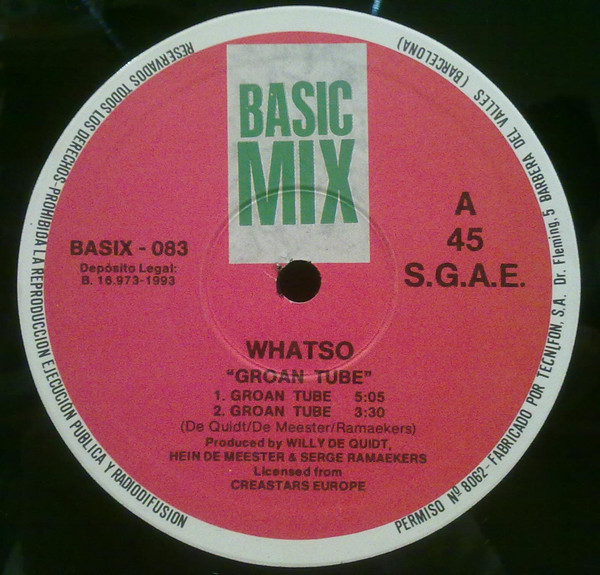 RESERVADOS TODOS LOS DERECHOS-PROHIBIDA LA REPRODUCCION EJECUCION PUBLICA Y RADIODIFUSION
BASIC
MIX
BASIX - 083
Depósito Legal:
B. 16.973-1993
A
45
S.G.A.E.
WHATSO
"GROAN TUBE"
1. GROAN TUBE 5:05
2. GROAN TUBE 3:30
(De Quidt/De Meester/Ramaekers)
Produced by WILLY DE QUIDT,
HEIN DE MEESTER & SERGE RAMAEKERS
Licensed from
CREASTARS EUROPE
PERMISO Nº 8062- FABRICADO POR TECNIFON, S.A. Dr. Fleming, 5 BARBERA DEL VALLES (BARCELONA)